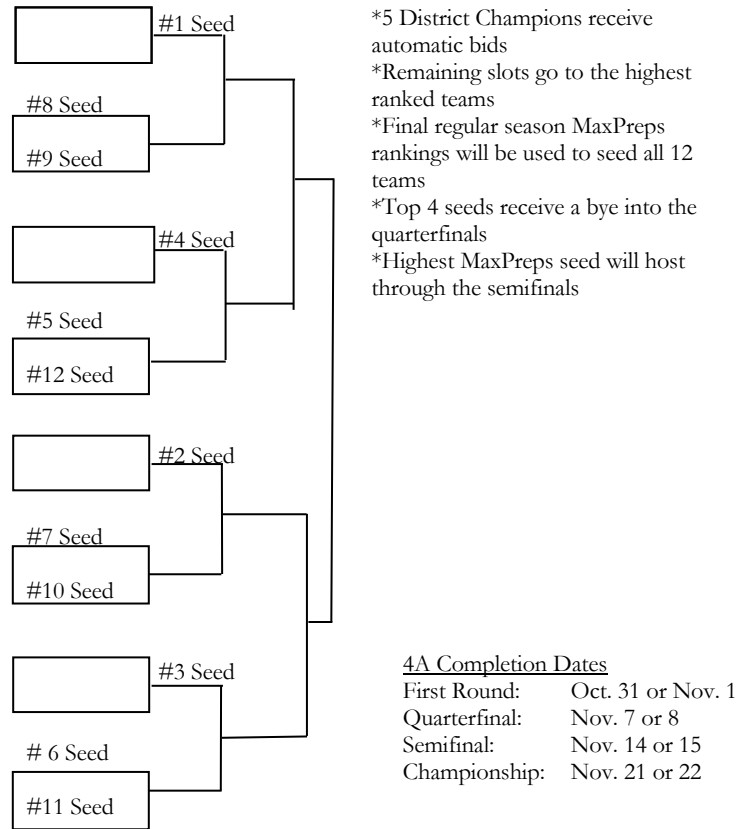 #1 Seed
#8 Seed
#9 Seed
#4 Seed
#5 Seed
#12 Seed
#2 Seed
#7 Seed
#10 Seed
#3 Seed
# 6 Seed
#11 Seed
*5 District Champions receive
automatic bids
*Remaining slots go to the highest
ranked teams
*Final regular season MaxPreps
rankings will be used to seed all 12
teams
*Top 4 seeds receive a bye into the
quarterfinals
*Highest MaxPreps seed will host
through the semifinals
4A Completion Dates
First Round: Oct. 31 or Nov. 1
Quarterfinal: Nov. 7 or 8
Semifinal: Nov. 14 or 15
Championship: Nov. 21 or 22